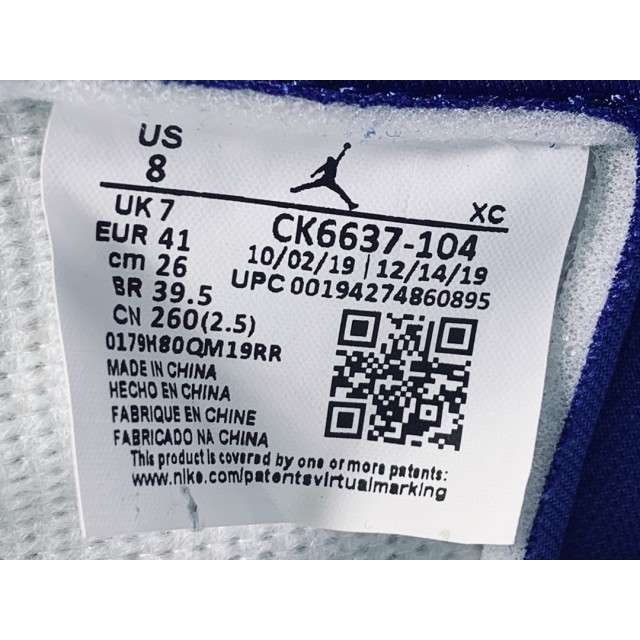 US
8
XC
UK 7
CK6637-104
EUR 41
10/02/19 | 12/14/19
cm 26
UPC 00194274860895
BR 39.5
CN 260(2.5)
0179H80QM19RR
MADE IN CHINA
HECHO EN CHINA
FABRIQUE EN CHINE
FABRICADO NA CHINA
This product is covered by one or more patents:
www.nike.com/patentsvirtualmarking